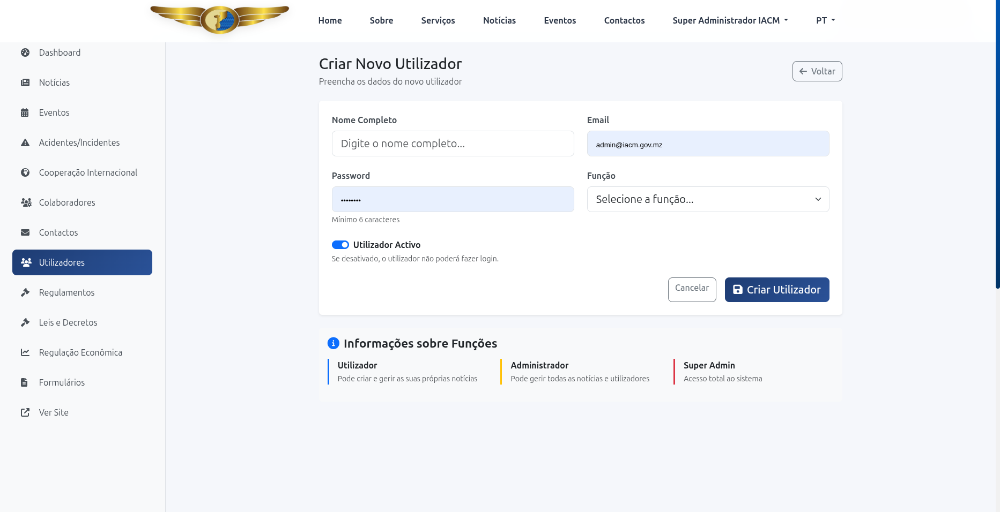 Home
Sobre
Serviços
Notícias
Eventos
Contactos
Super Administrador IACM
PT
Dashboard
Notícias
Eventos
Acidentes/Incidentes
Cooperação Internacional
Colaboradores
Contactos
Utilizadores
Regulamentos
Leis e Decretos
Regulação Econômica
Formulários
Ver Site
Criar Novo Utilizador
Preencha os dados do novo utilizador
Voltar
Nome Completo
Digite o nome completo...
Email
admin@iacm.gov.mz
Password
••••••••
Mínimo 6 caracteres
Função
Selecione a função...
Utilizador Activo
Se desativado, o utilizador não poderá fazer login.
Cancelar
Criar Utilizador
Informações sobre Funções
Utilizador
Pode criar e gerir as suas próprias notícias
Administrador
Pode gerir todas as notícias e utilizadores
Super Admin
Acesso total ao sistema